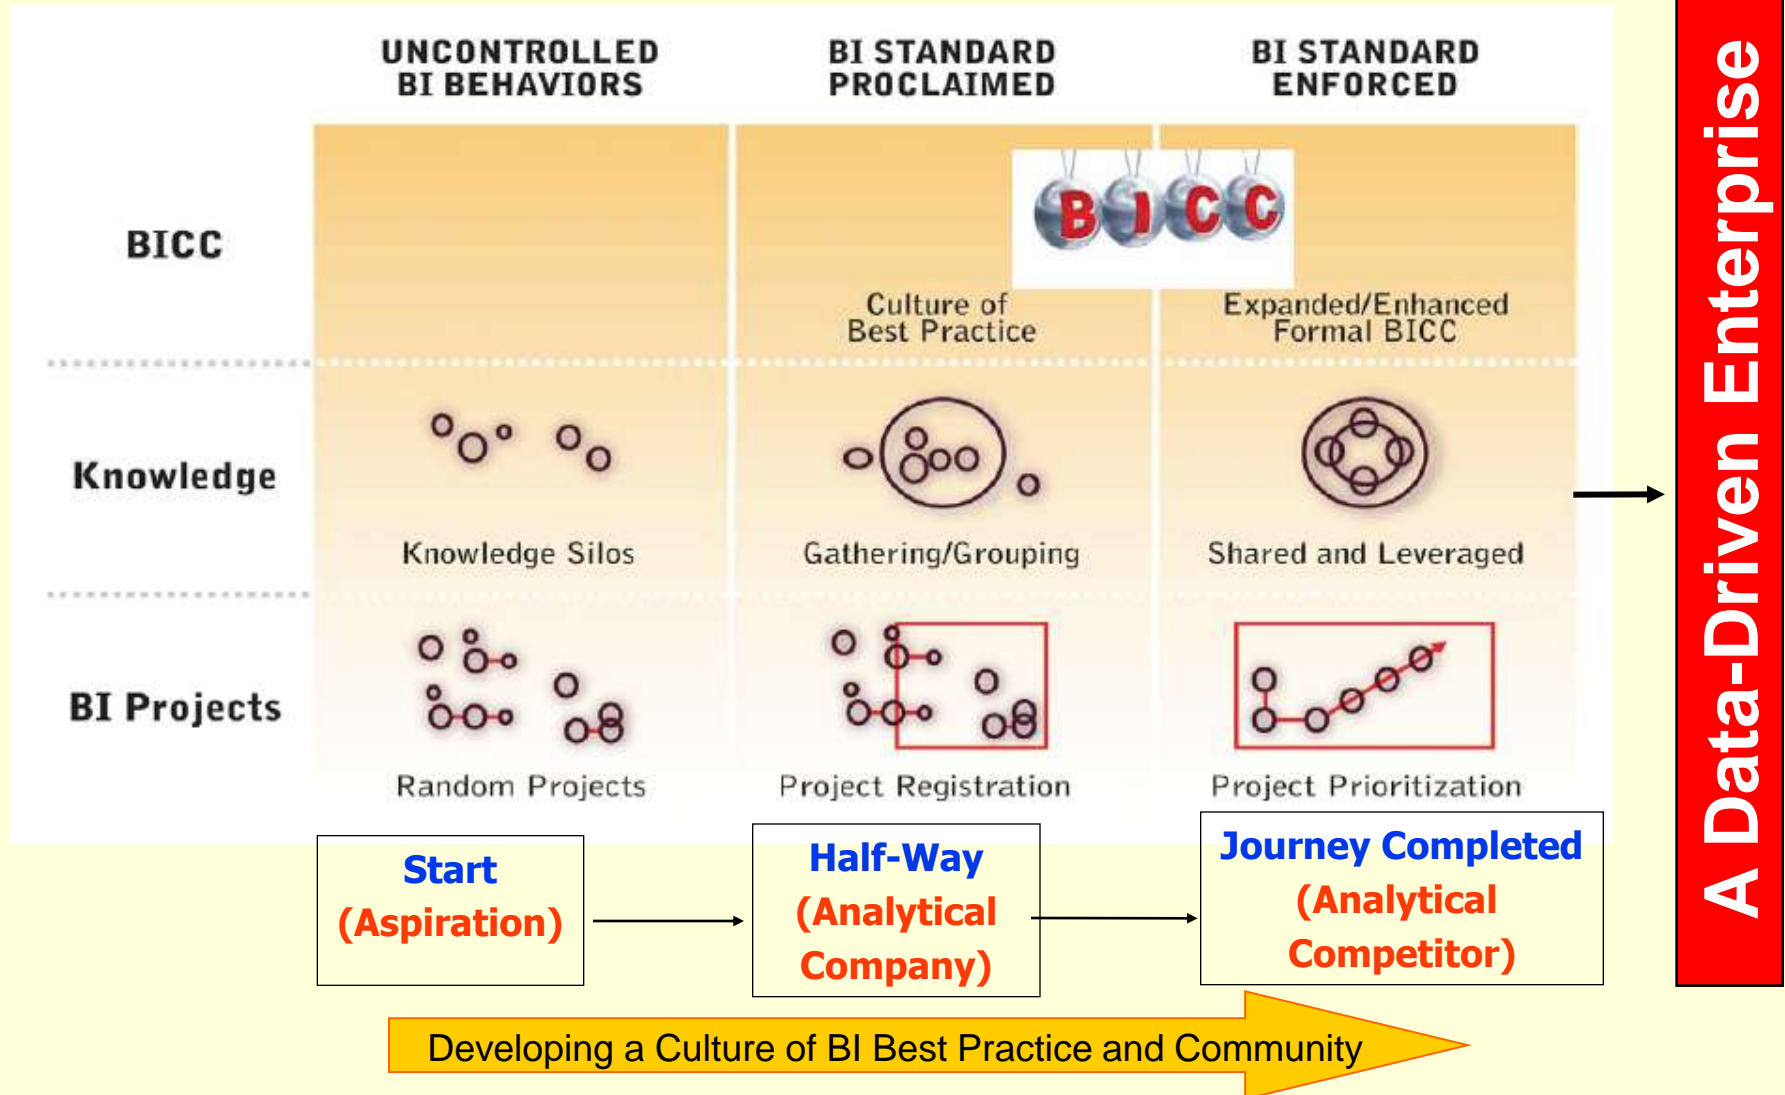 UNCONTROLLED
BI BEHAVIORS
BI STANDARD
PROCLAIMED
BI STANDARD
ENFORCED
BICC
B I C C
Culture of
Best Practice
Expanded/Enhanced
Formal BICC
Knowledge
Knowledge Silos
Gathering/Grouping
Shared and Leveraged
BI Projects
Random Projects
Project Registration
Project Prioritization
Start
(Aspiration)
Half-Way
(Analytical
Company)
Journey Completed
(Analytical
Competitor)
Developing a Culture of BI Best Practice and Community
A Data-Driven Enterprise